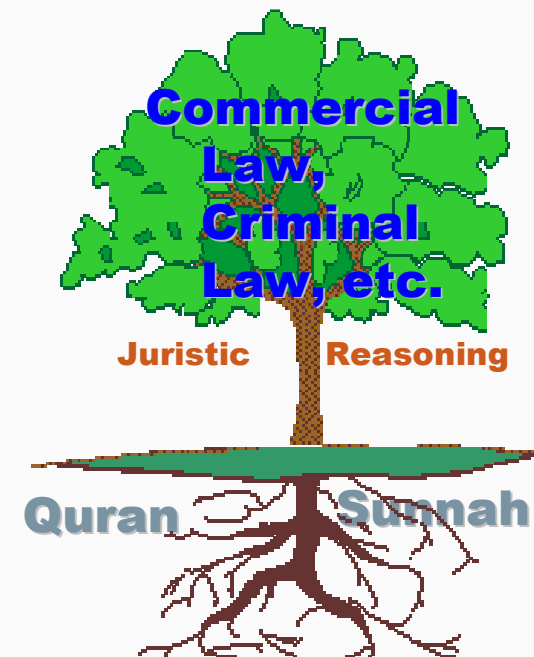 Commercial
Law,
Criminal
Law, etc.
Juristic Reasoning
Quran Sunnah